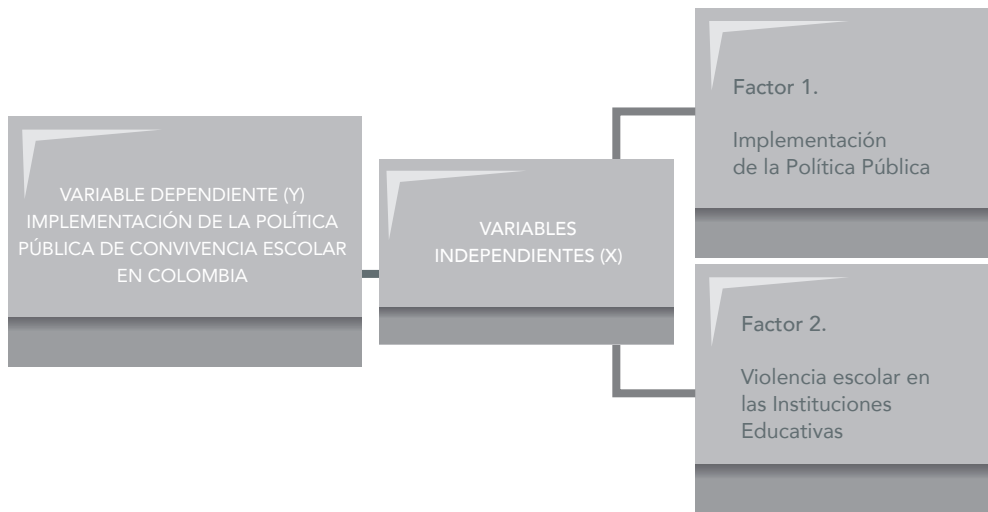 VARIABLE DEPENDIENTE (Y)
IMPLEMENTACIÓN DE LA POLÍTICA
PÚBLICA DE CONVIVENCIA ESCOLAR
EN COLOMBIA
VARIABLES
INDEPENDIENTES (X)
Factor 1.
Implementación
de la Política Pública
Factor 2.
Violencia escolar en
las Instituciones
Educativas